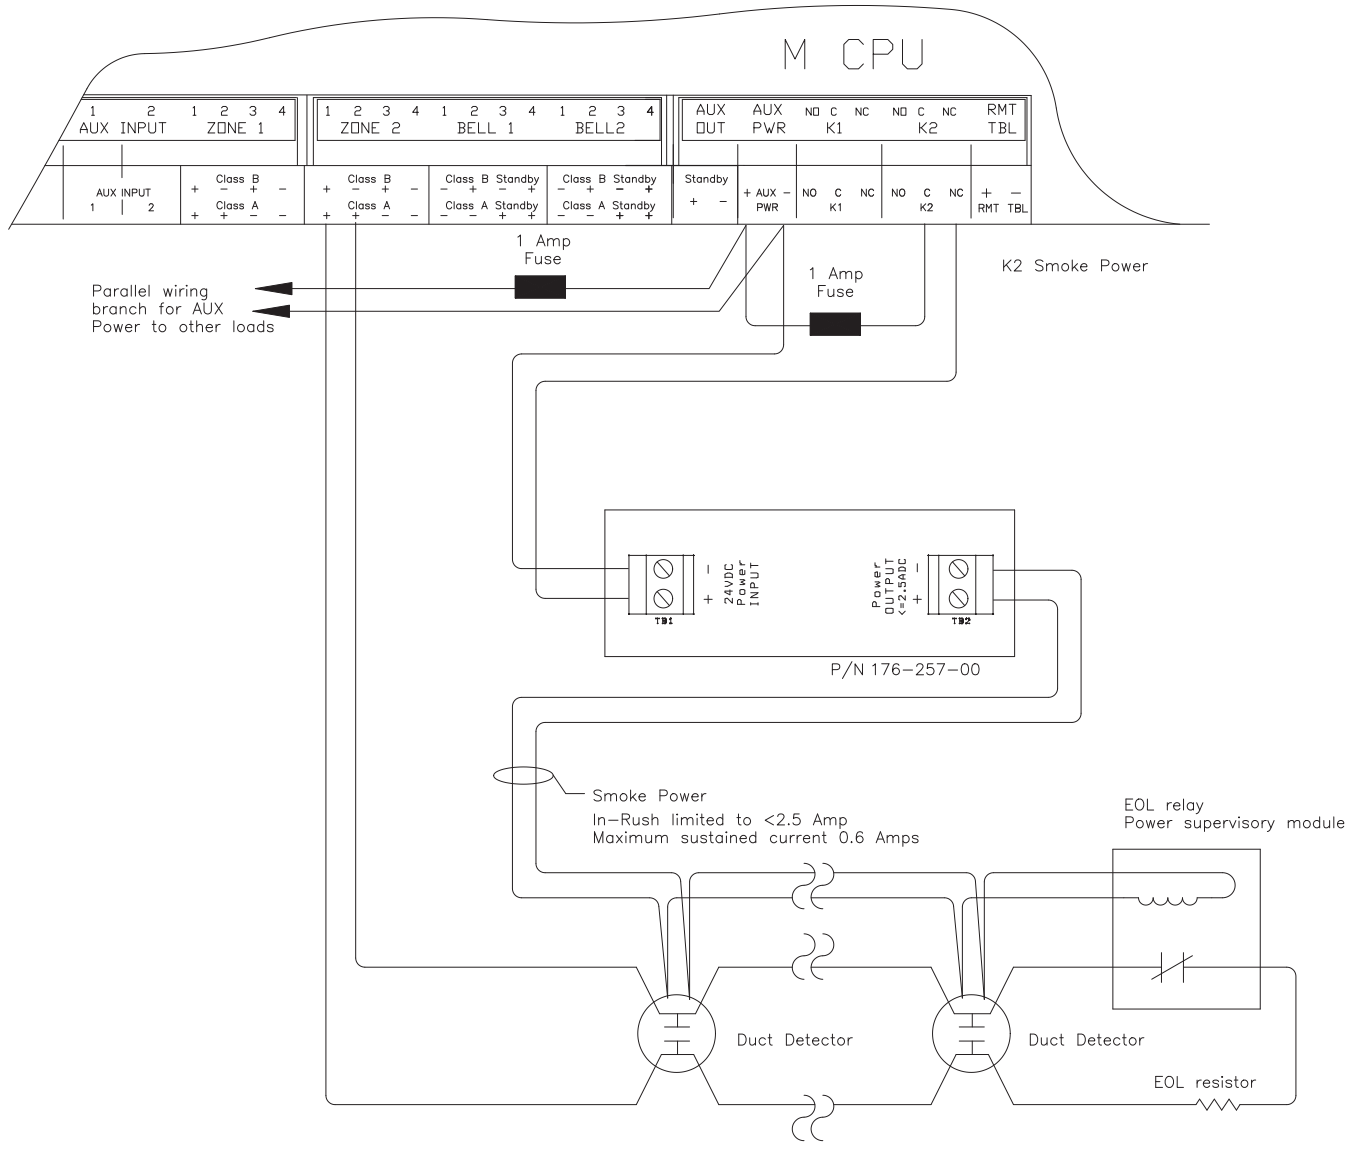 M CPU
1 2 1 2 3 4 1 2 3 4 1 2 3 4 1 2 3 4 AUX AUX NO C NC NO C NC RMT
AUX INPUT ZONE 1 ZONE 2 BELL 1 BELL2 OUT PWR K1 K2 TBL
Class B Class B Class B Standby Class B Standby Standby
+ - + - + - + - - + - + - + - +
AUX INPUT Class A Class A Class A Standby Class A Standby + - + AUX - NO C NC NO C NC + -
1 2 + + - - + + - - - - + + - - + + PWR K1 K2 RMT TBL
1 Amp
Fuse
1 Amp
Fuse
K2 Smoke Power
Parallel wiring
branch for AUX
Power to other loads
-
+
TB1
24VDC
Power
INPUT
Power
OUTPUT
<=2.5ADC
-
+
TB2
P/N 176-257-00
Smoke Power
In-Rush limited to <2.5 Amp
Maximum sustained current 0.6 Amps
EOL relay
Power supervisory module
Duct Detector
Duct Detector
EOL resistor